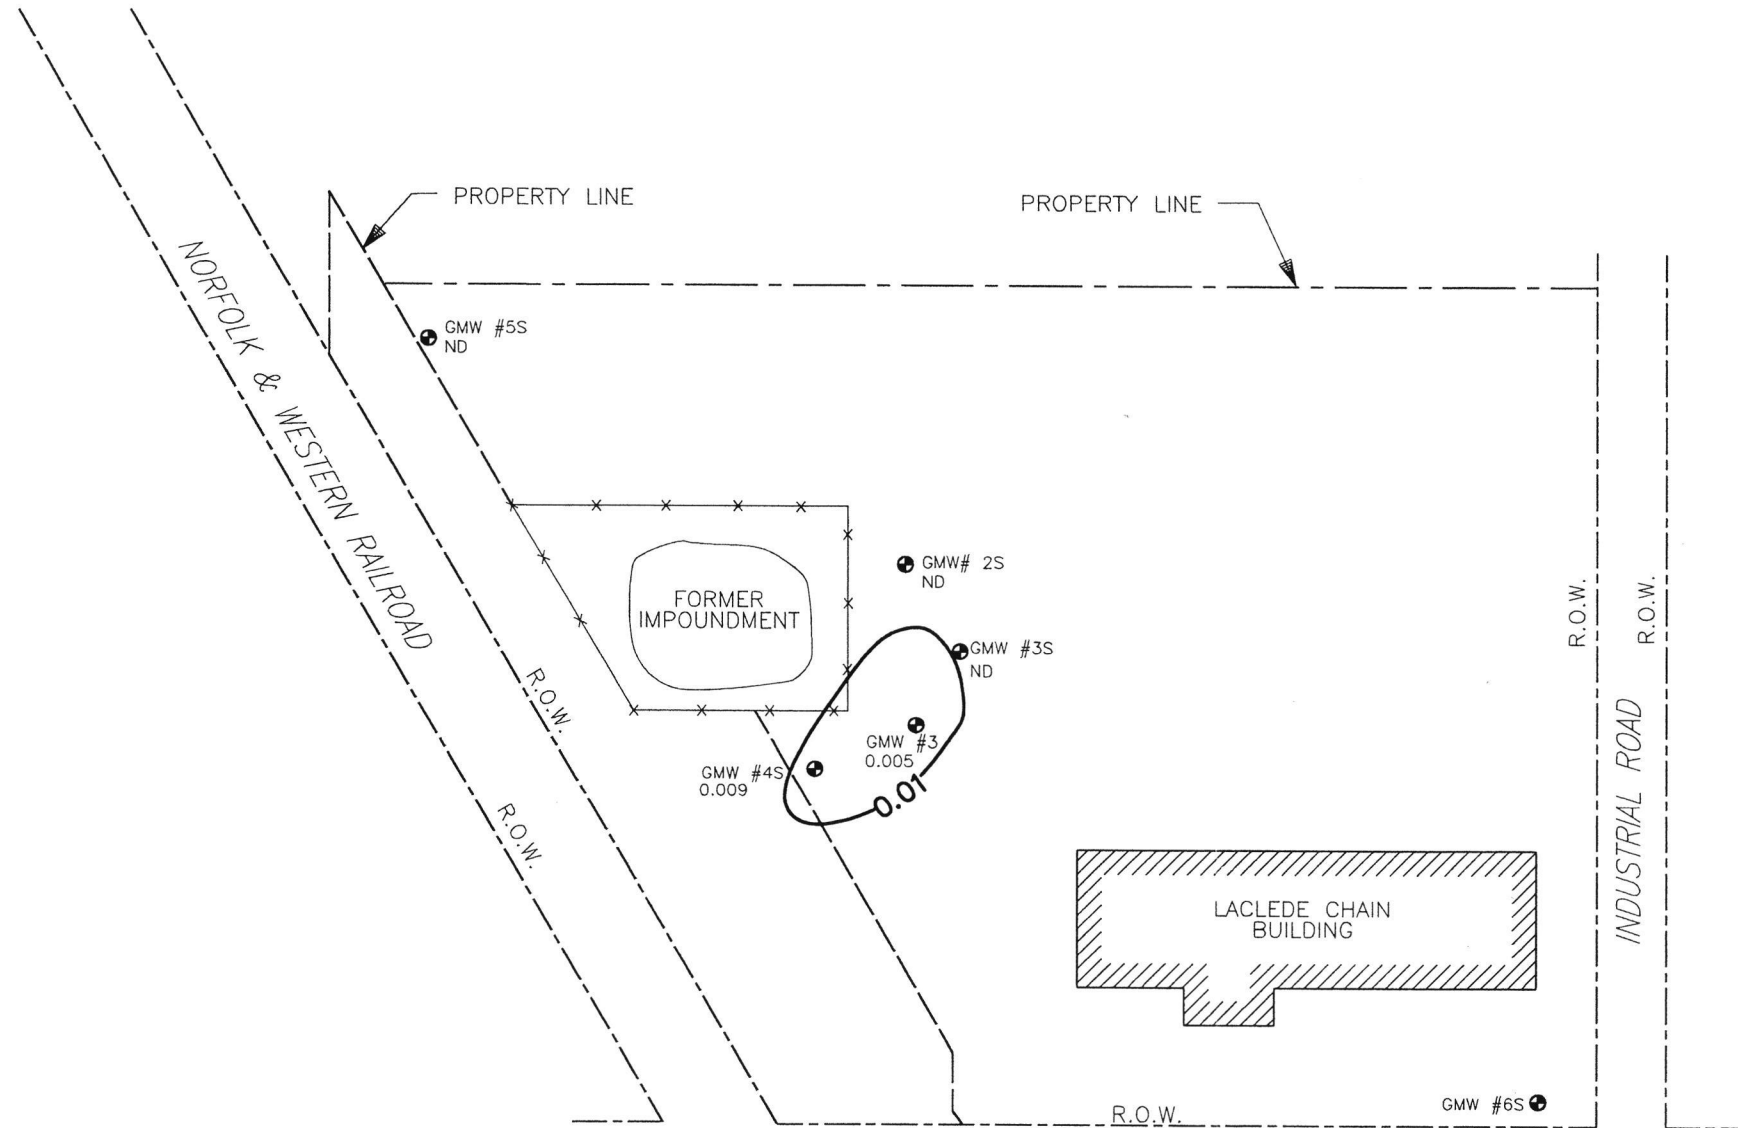 PROPERTY LINE
PROPERTY LINE
NORFOLK & WESTERN RAILROAD
GMW #5S
ND
GMW# 2S
ND
FORMER
IMPOUNDMENT
GMW #3S
ND
R.O.W.
R.O.W.
R.O.W.
GMW #3
0.005
GMW #4S
0.009
0.01
R.O.W.
INDUSTRIAL ROAD
LACLEDE CHAIN
BUILDING
GMW #6S
R.O.W.